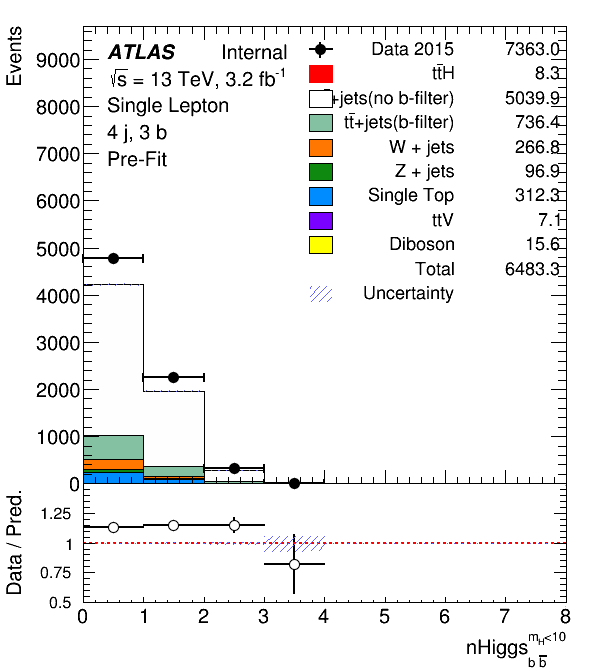 Events
9000
8000
7000
6000
5000
4000
3000
2000
1000
0
ATLAS Internal
√s = 13 TeV, 3.2 fb-1
Single Lepton
4 j, 3 b
Pre-Fit
Data 2015 7363.0
tt̄H 8.3
+jets(no b-filter) 5039.9
tt̄+jets(b-filter) 736.4
W + jets 266.8
Z + jets 96.9
Single Top 312.3
ttV 7.1
Diboson 15.6
Total 6483.3
Uncertainty
Data / Pred.
1.25
1
0.75
0.5
0 1 2 3 4 5 6 7 8
nHiggs m_H<10 b b̄